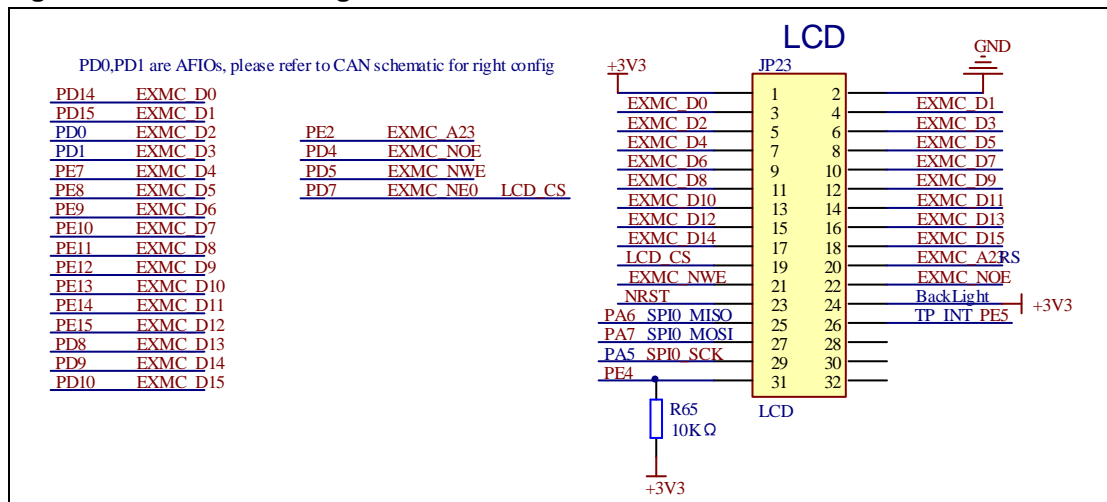 LCD
PD0,PD1 are AFIOs, please refer to CAN schematic for right config
PD14 EXMC_D0
PD15 EXMC_D1
PD0 EXMC_D2
PD1 EXMC_D3
PE7 EXMC_D4
PE8 EXMC_D5
PE9 EXMC_D6
PE10 EXMC_D7
PE11 EXMC_D8
PE12 EXMC_D9
PE13 EXMC_D10
PE14 EXMC_D11
PE15 EXMC_D12
PD8 EXMC_D13
PD9 EXMC_D14
PD10 EXMC_D15
PE2 EXMC_A23
PD4 EXMC_NOE
PD5 EXMC_NWE
PD7 EXMC_NE0 LCD_CS
+3V3 JP23 GND
1 2
EXMC_D0 3 4 EXMC_D1
EXMC_D2 5 6 EXMC_D3
EXMC_D4 7 8 EXMC_D5
EXMC_D6 9 10 EXMC_D7
EXMC_D8 11 12 EXMC_D9
EXMC_D10 13 14 EXMC_D11
EXMC_D12 15 16 EXMC_D13
EXMC_D14 17 18 EXMC_D15
LCD_CS 19 20 EXMC_A23 RS
EXMC_NWE 21 22 EXMC_NOE
NRST 23 24 BackLight +3V3
PA6 SPI0_MISO 25 26 TP_INT PE5
PA7 SPI0_MOSI 27 28
PA5 SPI0_SCK 29 30
PE4 31 32
LCD
R65
10KΩ
+3V3